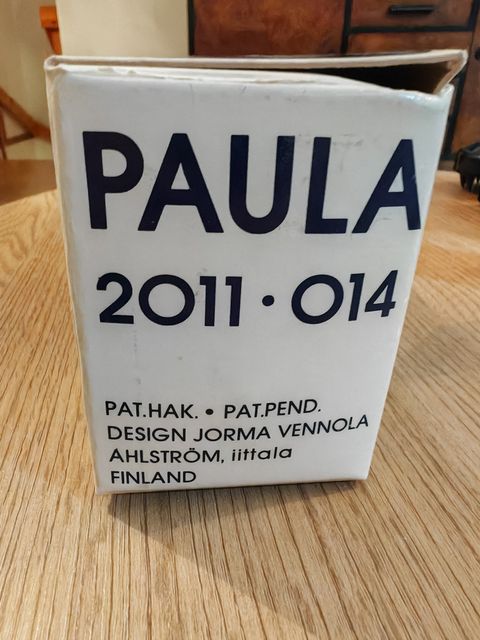 PAULA
2011 • 014
PAT.HAK. • PAT.PEND.
DESIGN JORMA VENNOLA
AHLSTRÖM, iittala
FINLAND